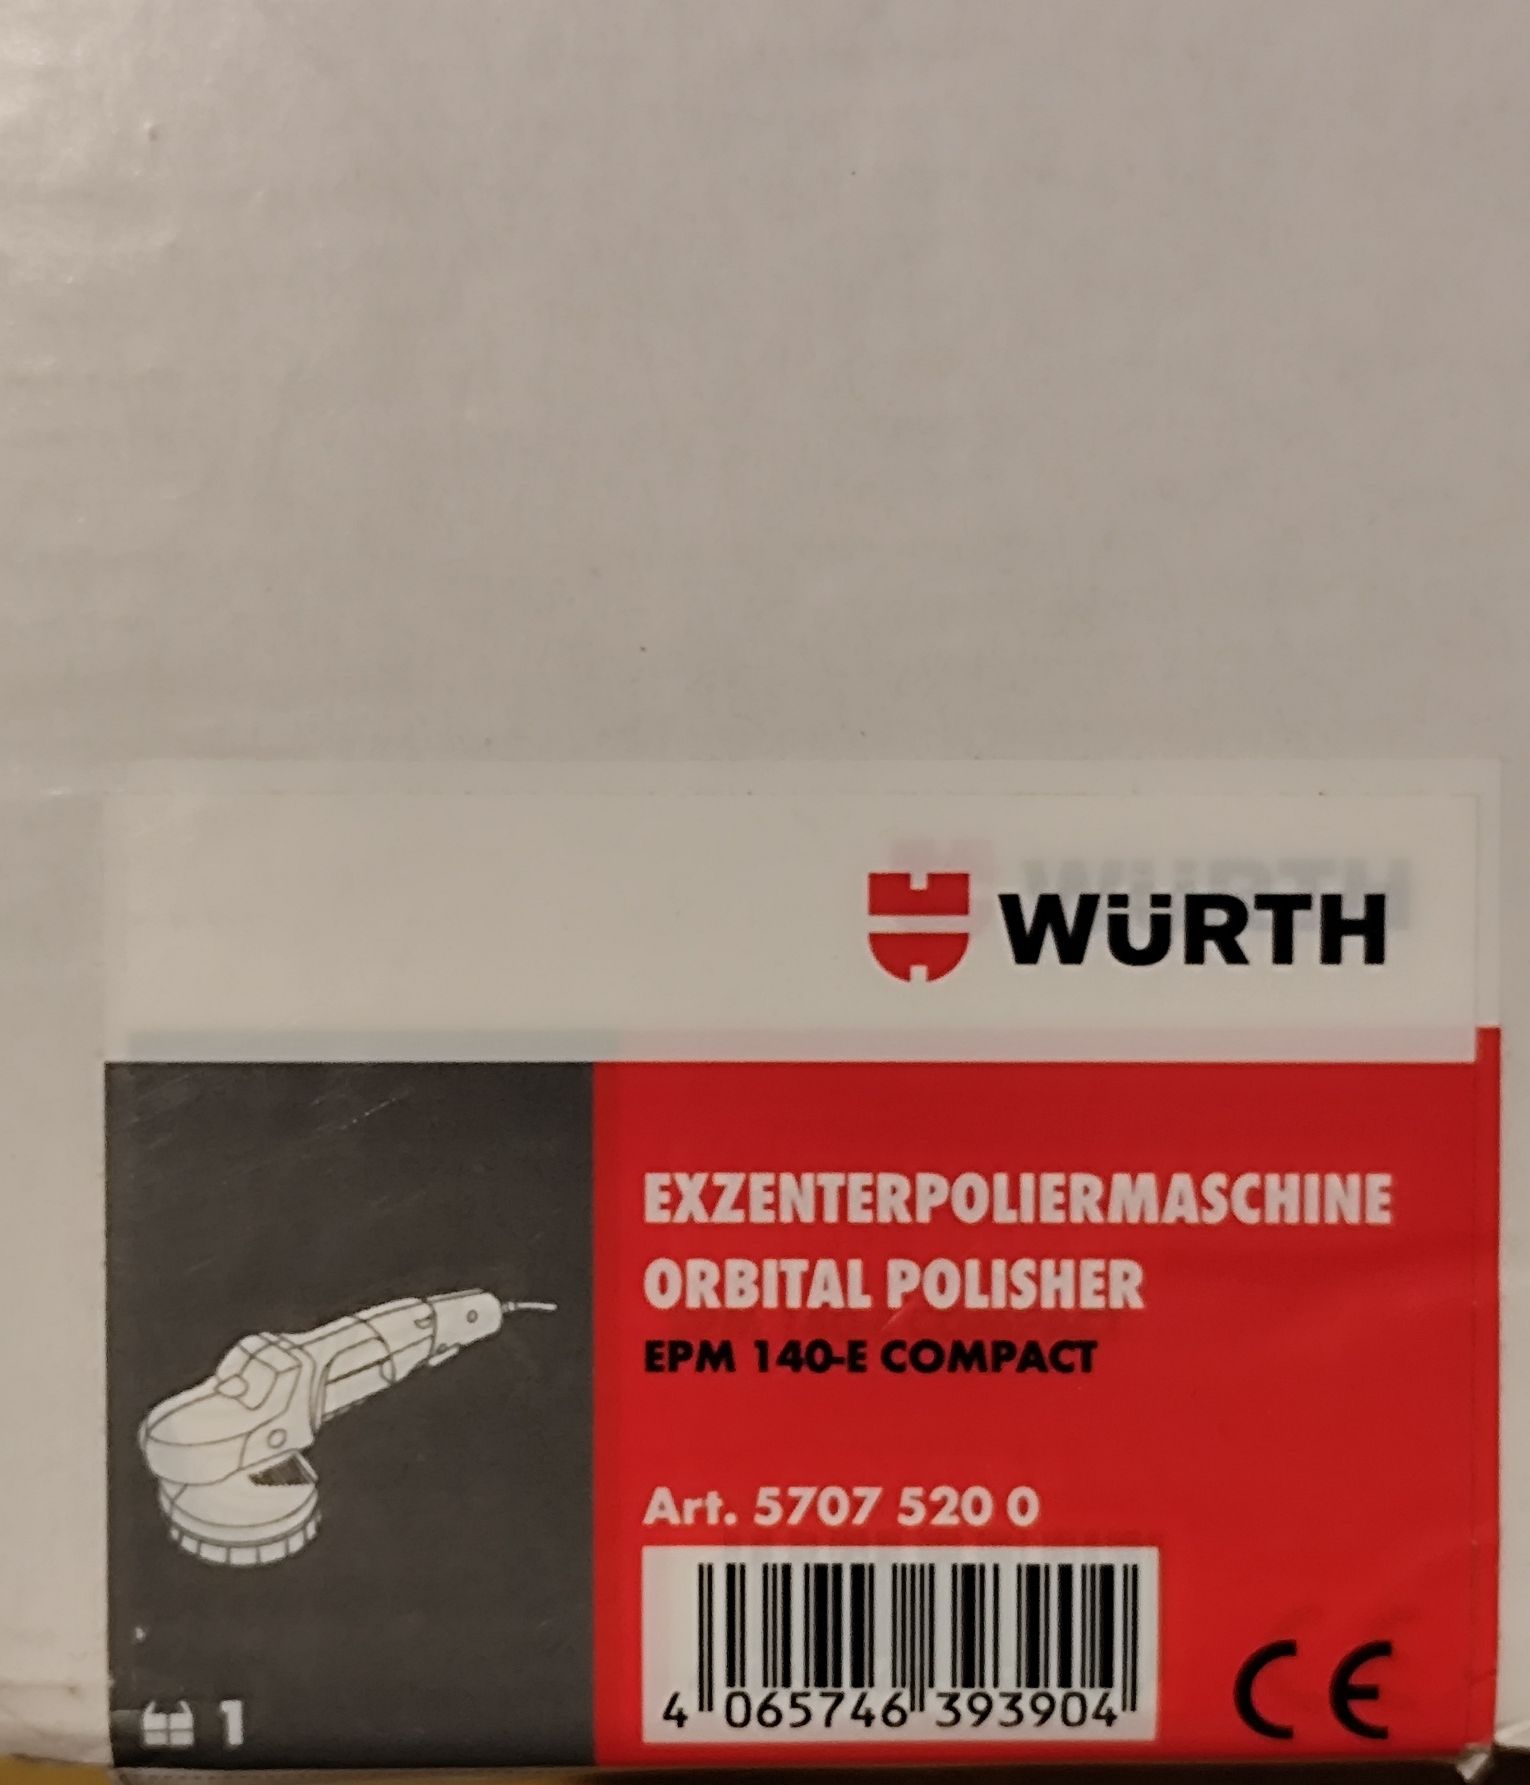 WÜRTH
EXZENTERPOLIERMASCHINE
ORBITAL POLISHER
EPM 140-E COMPACT
Art. 5707 520 0
4 065746 393904
CE
1